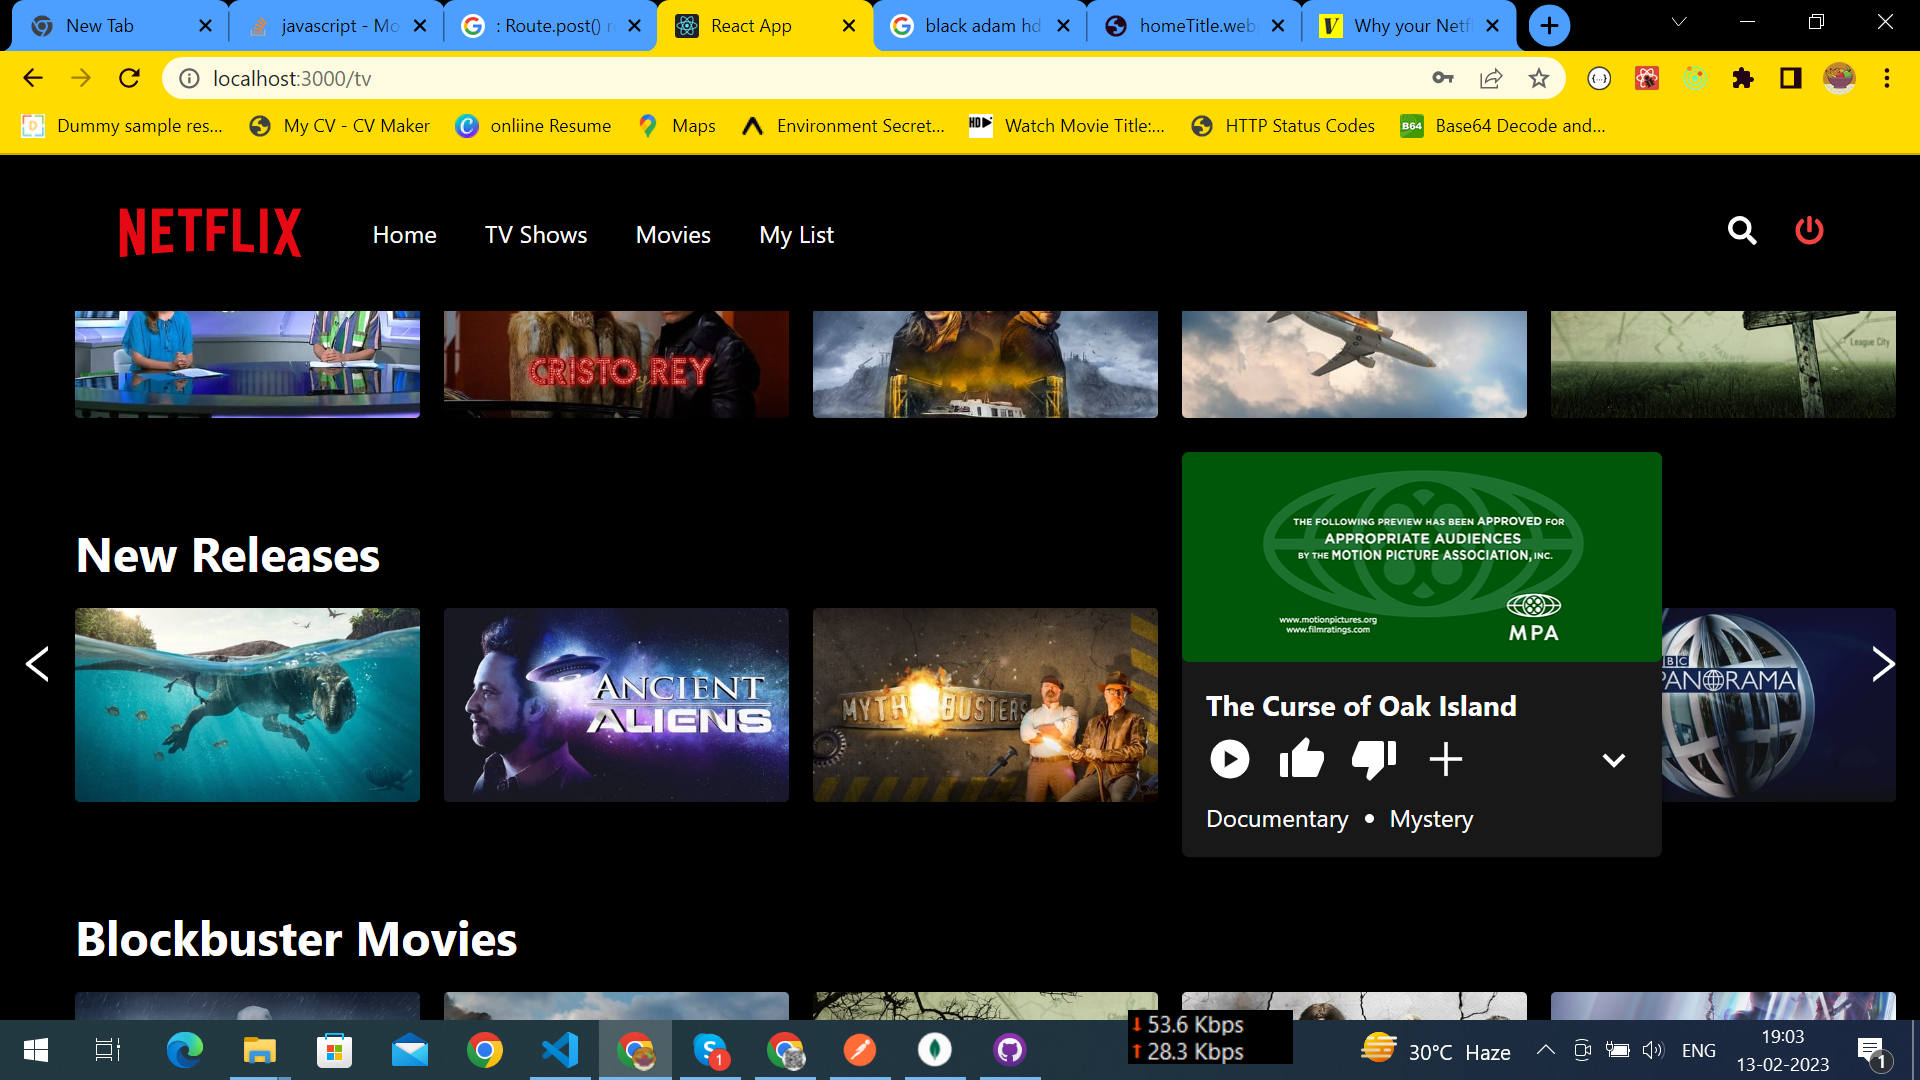 New Tab
javascript - Mo
: Route.post() r
React App
black adam hd
homeTitle.web
Why your Netfl
localhost:3000/tv
Dummy sample res...
My CV - CV Maker
onliine Resume
Maps
Environment Secret...
Watch Movie Title:...
HTTP Status Codes
Base64 Decode and...
NETFLIX
Home
TV Shows
Movies
My List
CRISTO REY
League City
New Releases
THE FOLLOWING PREVIEW HAS BEEN APPROVED FOR
APPROPRIATE AUDIENCES
BY THE MOTION PICTURE ASSOCIATION, INC.
www.motionpictures.org
www.filmratings.com
MPA
ANCIENT
ALIENS
MYTHBUSTERS
BBC
PANORAMA
The Curse of Oak Island
Documentary • Mystery
Blockbuster Movies
53.6 Kbps
28.3 Kbps
30°C Haze
ENG
19:03
13-02-2023
1
1